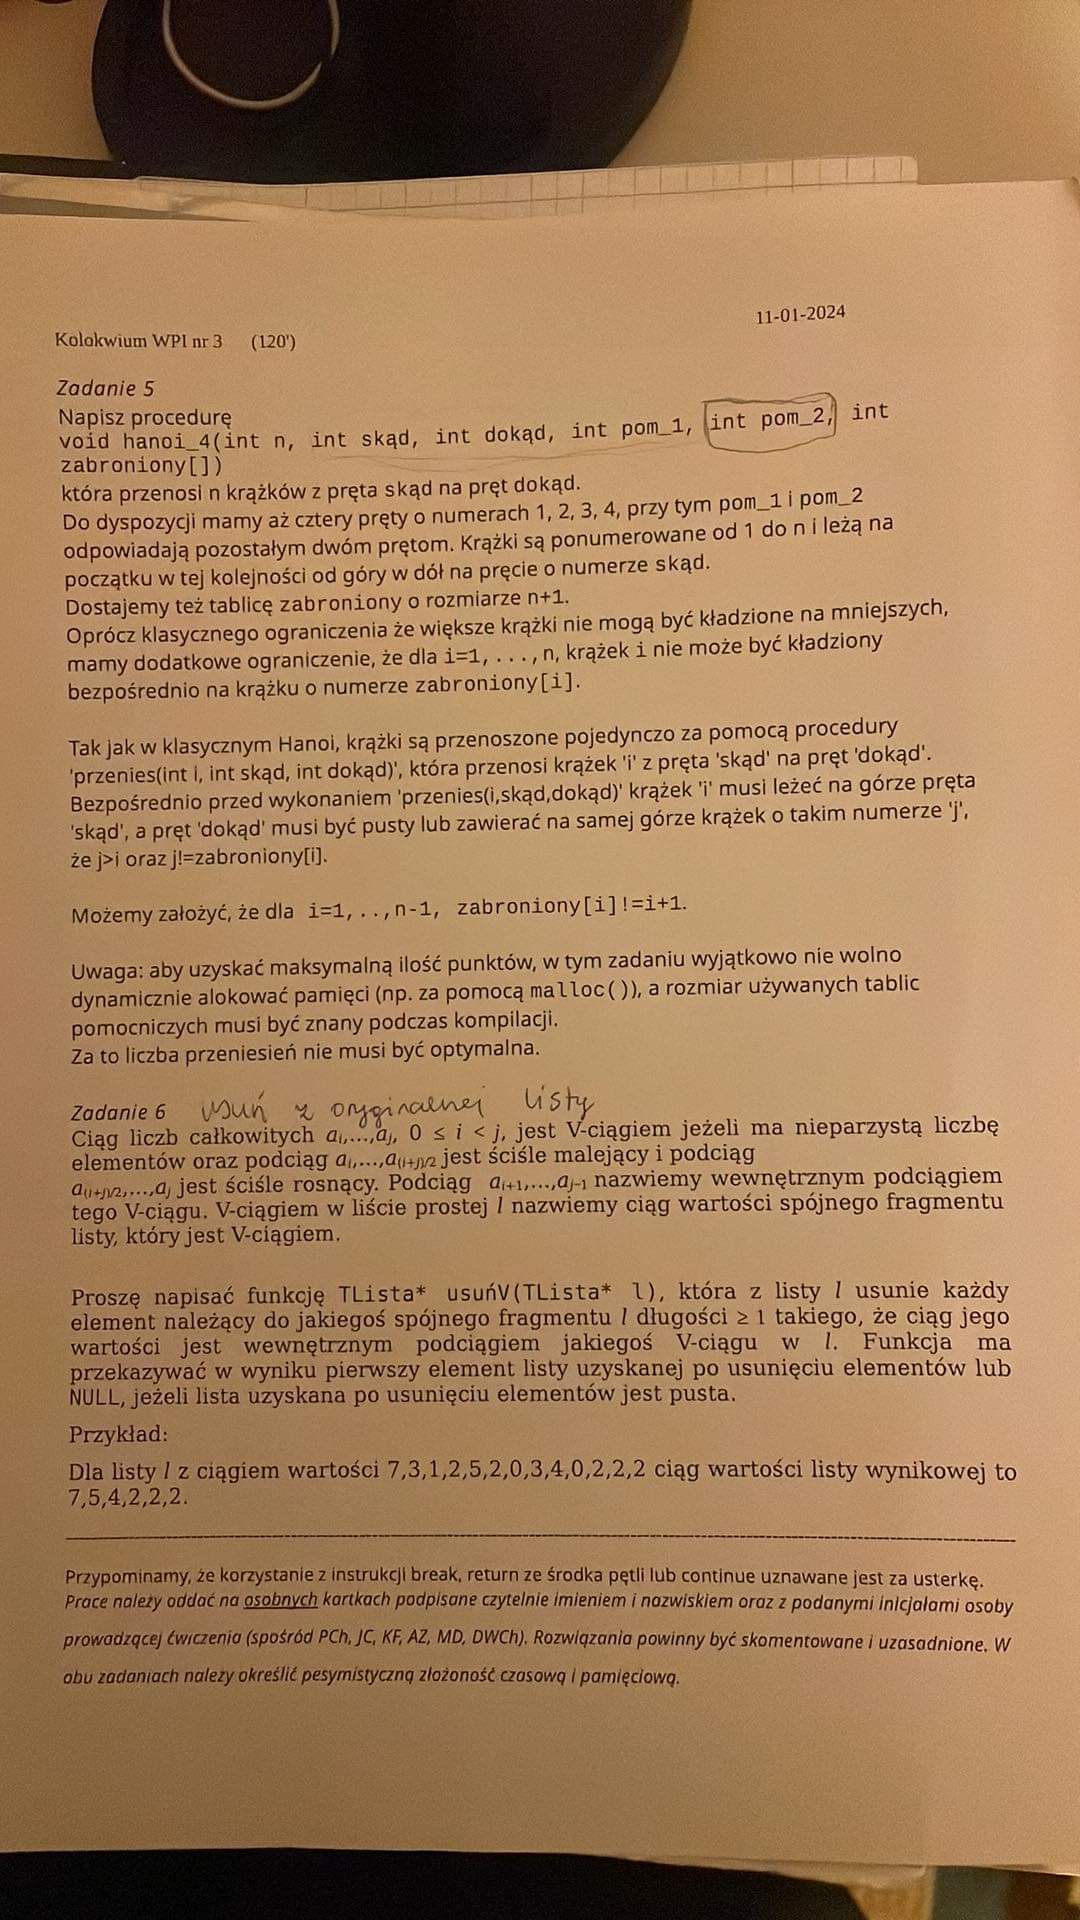 11-01-2024
Kolokwium WPI nr 3 (120')
Zadanie 5
Napisz procedurę
void hanoi_4(int n, int skąd, int dokąd, int pom_1, int pom_2, int
zabroniony[])
która przenosi n krążków z pręta skąd na pręt dokąd.
Do dyspozycji mamy aż cztery pręty o numerach 1, 2, 3, 4, przy tym pom_1 i pom_2
odpowiadają pozostałym dwóm prętom. Krążki są ponumerowane od 1 do n i leżą na
początku w tej kolejności od góry w dół na pręcie o numerze skąd.
Dostajemy też tablicę zabroniony o rozmiarze n+1.
Oprócz klasycznego ograniczenia że większe krążki nie mogą być kładzione na mniejszych,
mamy dodatkowe ograniczenie, że dla i=1, ..., n, krążek i nie może być kładziony
bezpośrednio na krążku o numerze zabroniony[i].
Tak jak w klasycznym Hanoi, krążki są przenoszone pojedynczo za pomocą procedury
'przenies(int i, int skąd, int dokąd)', która przenosi krążek 'i' z pręta 'skąd' na pręt 'dokąd'.
Bezpośrednio przed wykonaniem 'przenies(i,skąd,dokąd)' krążek 'i' musi leżeć na górze pręta
'skąd', a pręt 'dokąd' musi być pusty lub zawierać na samej górze krążek o takim numerze 'j',
że j>i oraz j!=zabroniony[i].
Możemy założyć, że dla i=1,..,n-1, zabroniony[i]!=i+1.
Uwaga: aby uzyskać maksymalną ilość punktów, w tym zadaniu wyjątkowo nie wolno
dynamicznie alokować pamięci (np. za pomocą malloc()), a rozmiar używanych tablic
pomocniczych musi być znany podczas kompilacji.
Za to liczba przeniesień nie musi być optymalna.
Zadanie 6 usuń z oryginalnej listy
Ciąg liczb całkowitych aᵢ,...,aⱼ, 0 ≤ i < j, jest V-ciągiem jeżeli ma nieparzystą liczbę
elementów oraz podciąg aᵢ,...,a₍ᵢ₊ⱼ₎/₂ jest ściśle malejący i podciąg
a₍ᵢ₊ⱼ₎/₂,...,aⱼ jest ściśle rosnący. Podciąg aᵢ₊₁,...,aⱼ₋₁ nazwiemy wewnętrznym podciągiem
tego V-ciągu. V-ciągiem w liście prostej l nazwiemy ciąg wartości spójnego fragmentu
listy, który jest V-ciągiem.
Proszę napisać funkcję TLista* usuńV(TLista* l), która z listy l usunie każdy
element należący do jakiegoś spójnego fragmentu l długości ≥ 1 takiego, że ciąg jego
wartości jest wewnętrznym podciągiem jakiegoś V-ciągu w l. Funkcja ma
przekazywać w wyniku pierwszy element listy uzyskanej po usunięciu elementów lub
NULL, jeżeli lista uzyskana po usunięciu elementów jest pusta.
Przykład:
Dla listy l z ciągiem wartości 7,3,1,2,5,2,0,3,4,0,2,2,2 ciąg wartości listy wynikowej to
7,5,4,2,2,2.
Przypominamy, że korzystanie z instrukcji break, return ze środka pętli lub continue uznawane jest za usterkę.
Prace należy oddać na osobnych kartkach podpisane czytelnie imieniem i nazwiskiem oraz z podanymi inicjałami osoby
prowadzącej ćwiczenia (spośród PCh, JC, KF, AZ, MD, DWCh). Rozwiązania powinny być skomentowane i uzasadnione. W
obu zadaniach należy określić pesymistyczną złożoność czasową i pamięciową.